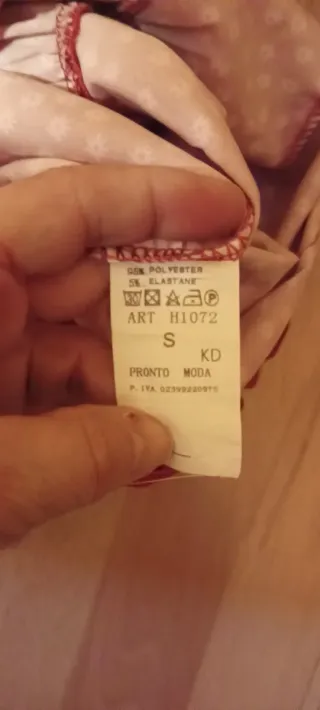 95% POLYESTER
5% ELASTANE
ART H1072
S
KD
PRONTO MODA
P. IVA